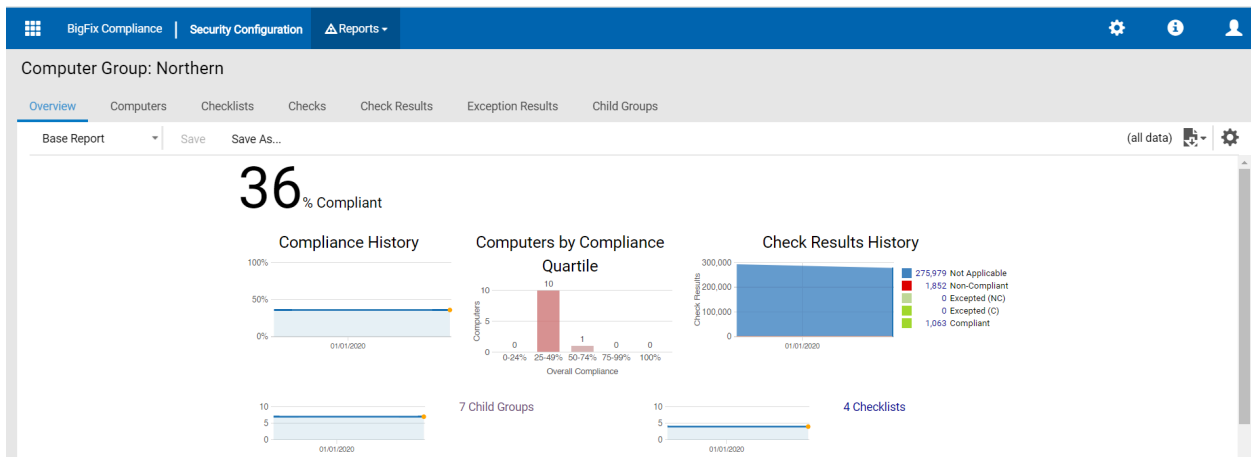 BigFix Compliance | Security Configuration Reports
Computer Group: Northern
Overview Computers Checklists Checks Check Results Exception Results Child Groups
Base Report Save Save As... (all data)
36 % Compliant
Compliance History
100%
50%
0%
01/01/2020
Computers by Compliance
Quartile
10
5
0
Computers
0 10 1 0 0
0-24% 25-49% 50-74% 75-99% 100%
Overall Compliance
Check Results History
300,000
200,000
100,000
0
Check Results
01/01/2020
275,979 Not Applicable
1,852 Non-Compliant
0 Excepted (NC)
0 Excepted (C)
1,063 Compliant
10
5
0
01/01/2020
7 Child Groups
10
5
0
01/01/2020
4 Checklists